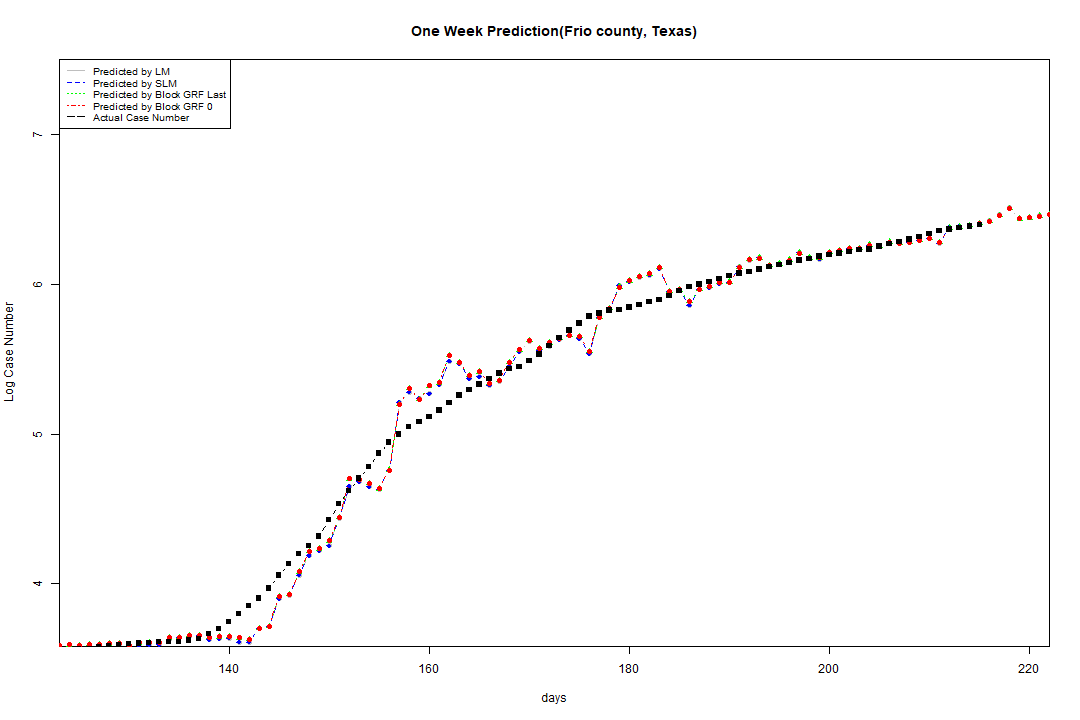 One Week Prediction(Frio county, Texas)
Predicted by LM
Predicted by SLM
Predicted by Block GRF Last
Predicted by Block GRF 0
Actual Case Number
7
6
5
4
Log Case Number
140 160 180 200 220
days